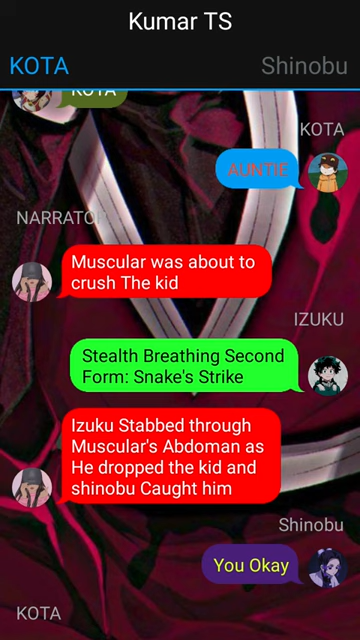 Kumar TS
KOTA
Shinobu
KOTA
KOTA
AUNTIE
NARRATOR
Muscular was about to
crush The kid
IZUKU
Stealth Breathing Second
Form: Snake's Strike
Izuku Stabbed through
Muscular's Abdoman as
He dropped the kid and
shinobu Caught him
Shinobu
You Okay
KOTA